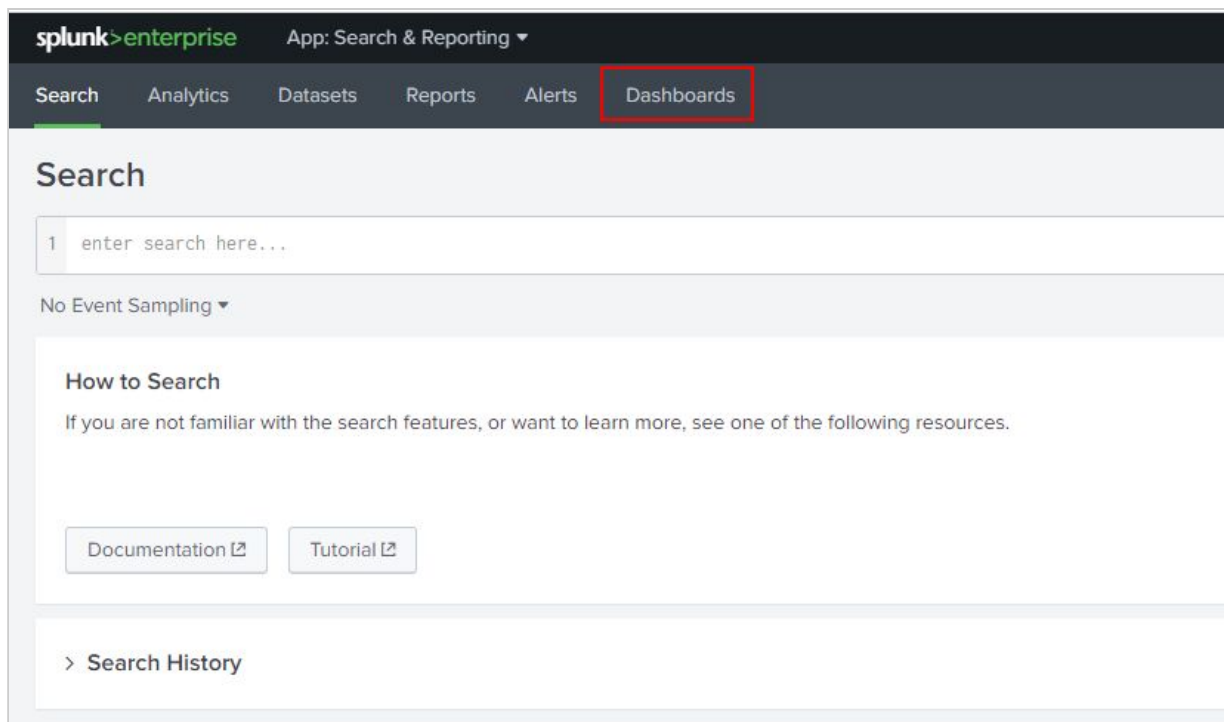 splunk>enterprise App: Search & Reporting
Search Analytics Datasets Reports Alerts Dashboards
Search
1 enter search here...
No Event Sampling
How to Search
If you are not familiar with the search features, or want to learn more, see one of the following resources.
Documentation Tutorial
> Search History